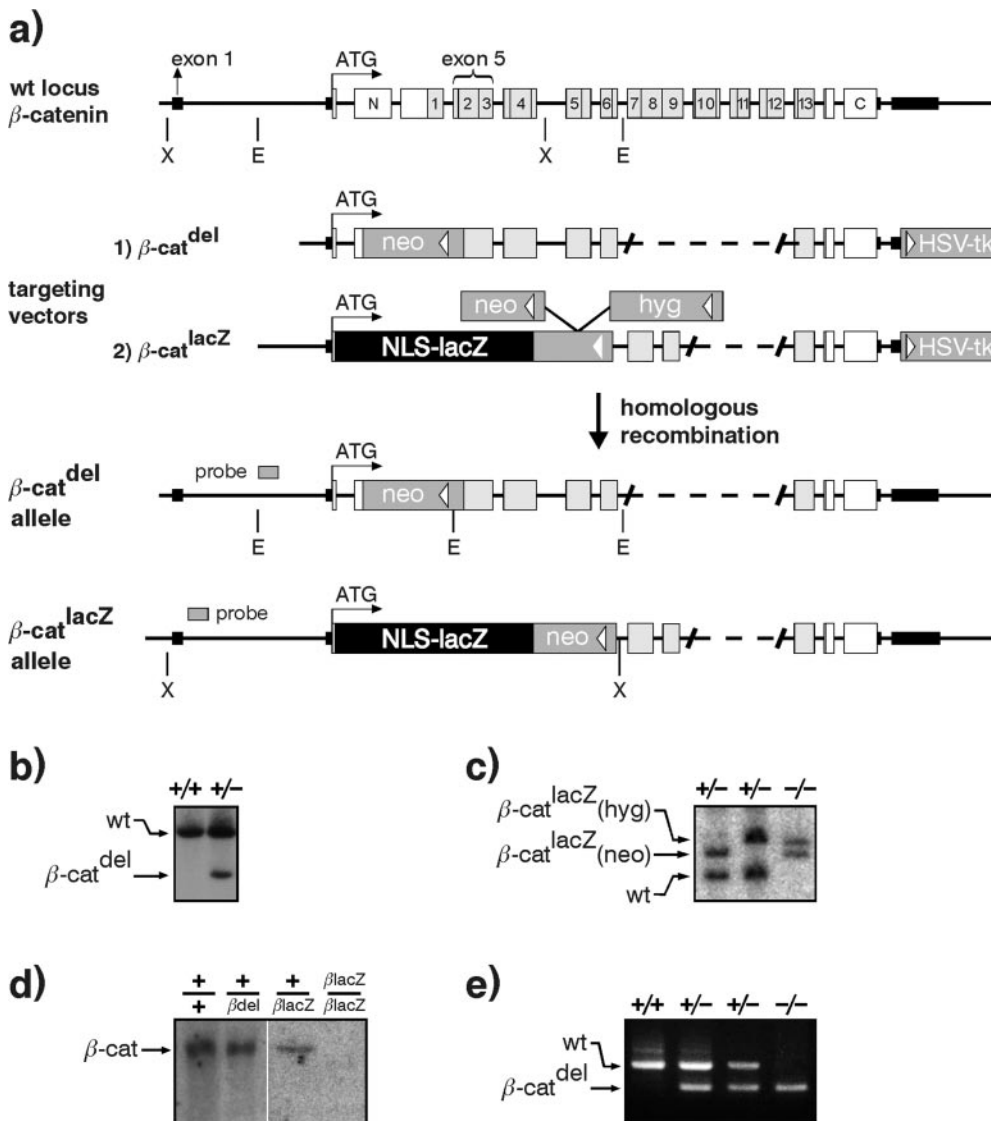 a)
exon 1 ATG exon 5
wt locus
β-catenin
N 1 2 3 4 5 6 7 8 9 10 11 12 13 C
X E X E
ATG
1) β-cat del
neo HSV-tk
targeting
vectors
neo hyg
ATG
2) β-cat lacZ
NLS-lacZ HSV-tk
homologous
recombination
ATG
probe
β-cat del
allele
neo
E E E
ATG
probe
β-cat lacZ
allele
NLS-lacZ neo
X X
b)
+/+ +/−
wt
β-cat del
c)
+/− +/− −/−
β-cat lacZ (hyg)
β-cat lacZ (neo)
wt
d)
+ + + βlacZ
+ βdel βlacZ βlacZ
β-cat
e)
+/+ +/− +/− −/−
wt
β-cat del